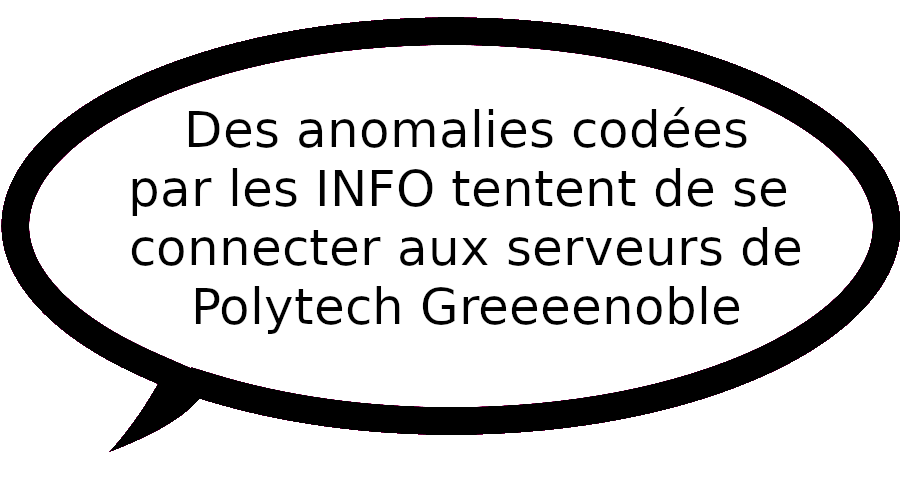 Des anomalies codées
par les INFO tentent de se
connecter aux serveurs de
Polytech Greeeenoble